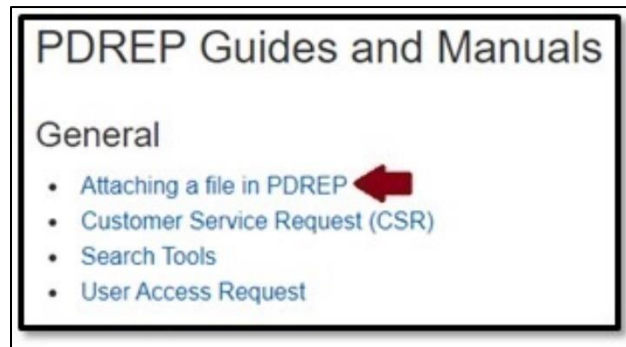 PDREP Guides and Manuals
General
Attaching a file in PDREP
Customer Service Request (CSR)
Search Tools
User Access Request